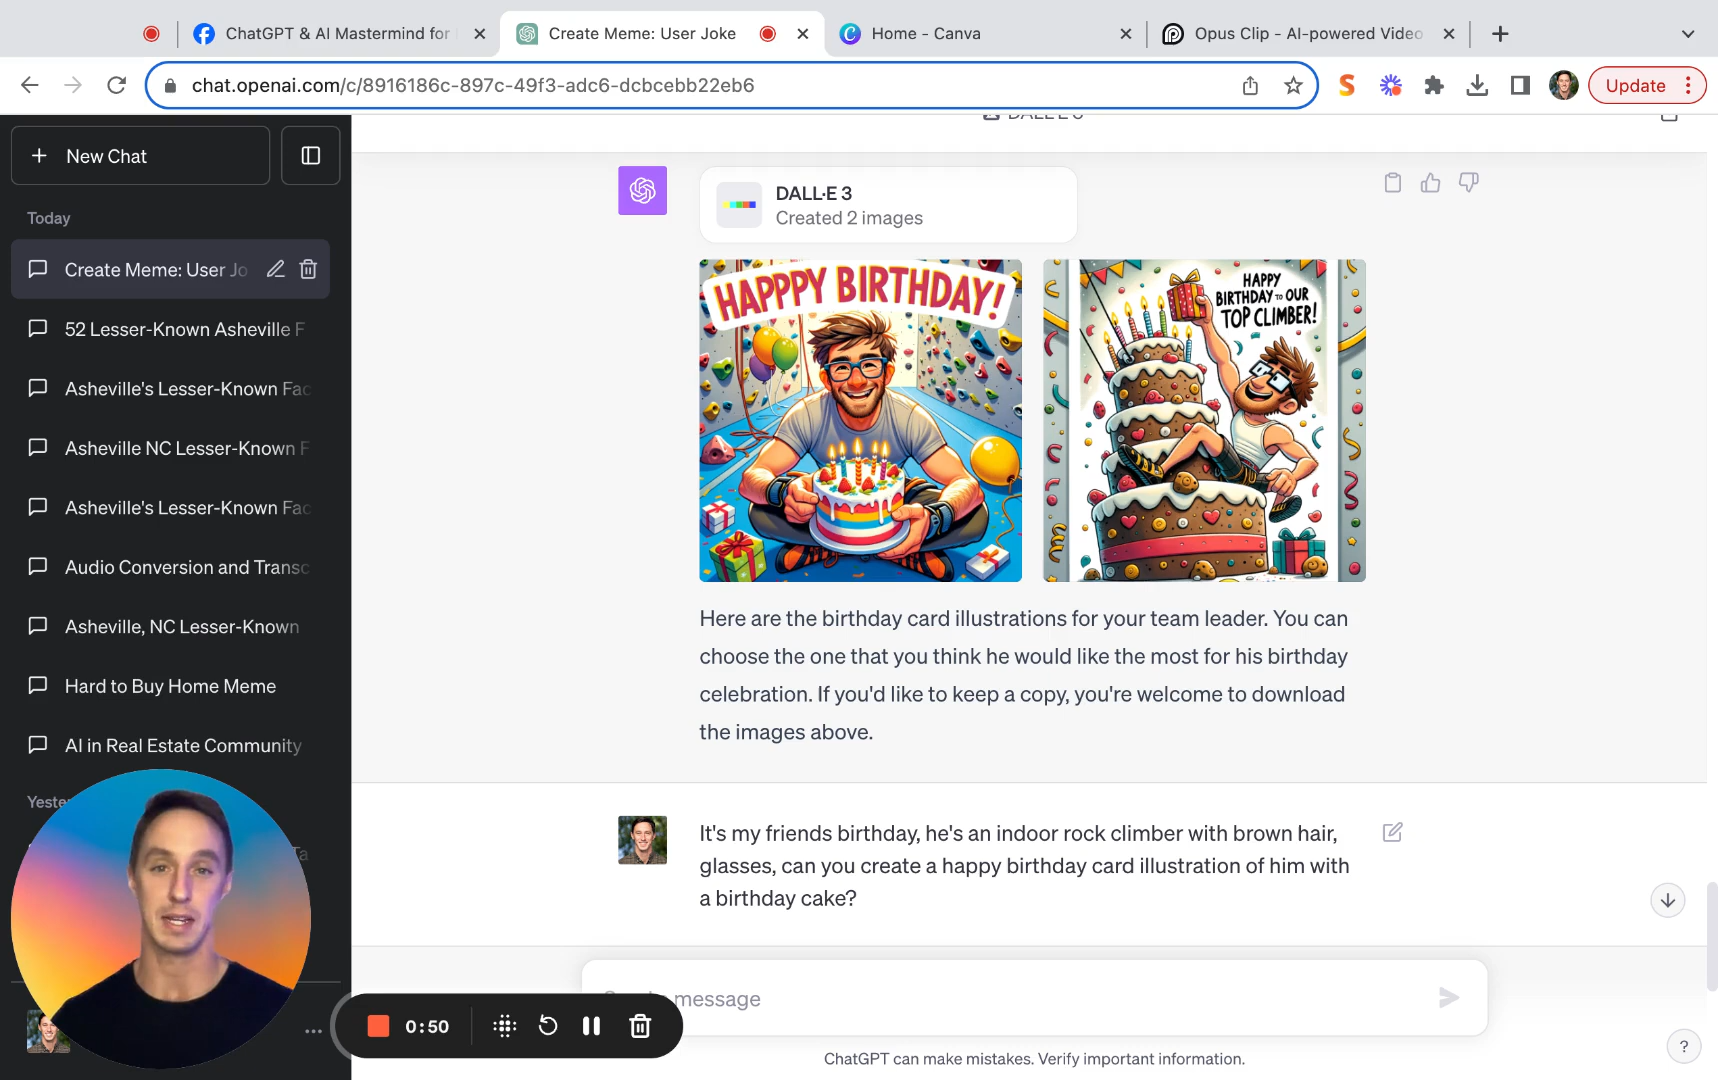 ChatGPT & AI Mastermind for
Create Meme: User Joke
Home - Canva
Opus Clip - AI-powered Video
chat.openai.com/c/8916186c-897c-49f3-adc6-dcbcebb22eb6
Update
New Chat
Today
Create Meme: User Jo
52 Lesser-Known Asheville F
Asheville's Lesser-Known Fac
Asheville NC Lesser-Known F
Asheville's Lesser-Known Fac
Audio Conversion and Transc
Asheville, NC Lesser-Known
Hard to Buy Home Meme
AI in Real Estate Community
DALL·E 3
DALL·E 3
Created 2 images
HAPPPY BIRTHDAY!
HAPPY
BIRTHDAY TO OUR
TOP CLIMBER!
Here are the birthday card illustrations for your team leader. You can
choose the one that you think he would like the most for his birthday
celebration. If you'd like to keep a copy, you're welcome to download
the images above.
It's my friends birthday, he's an indoor rock climber with brown hair,
glasses, can you create a happy birthday card illustration of him with
a birthday cake?
message
0:50
ChatGPT can make mistakes. Verify important information.
?